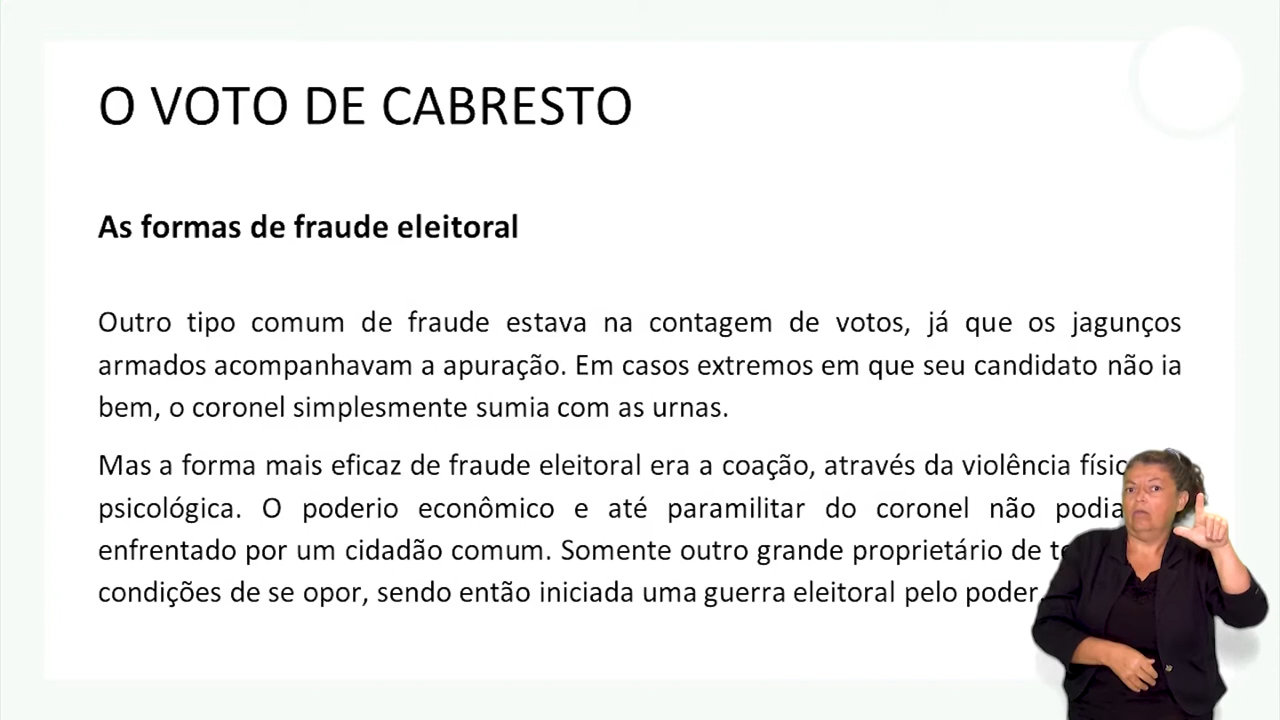 O VOTO DE CABRESTO
As formas de fraude eleitoral
Outro tipo comum de fraude estava na contagem de votos, já que os jagunços
armados acompanhavam a apuração. Em casos extremos em que seu candidato não ia
bem, o coronel simplesmente sumia com as urnas.
Mas a forma mais eficaz de fraude eleitoral era a coação, através da violência
psicológica. O poderio econômico e até paramilitar do coronel não podia
enfrentado por um cidadão comum. Somente outro grande proprietário de
condições de se opor, sendo então iniciada uma guerra eleitoral pelo poder.